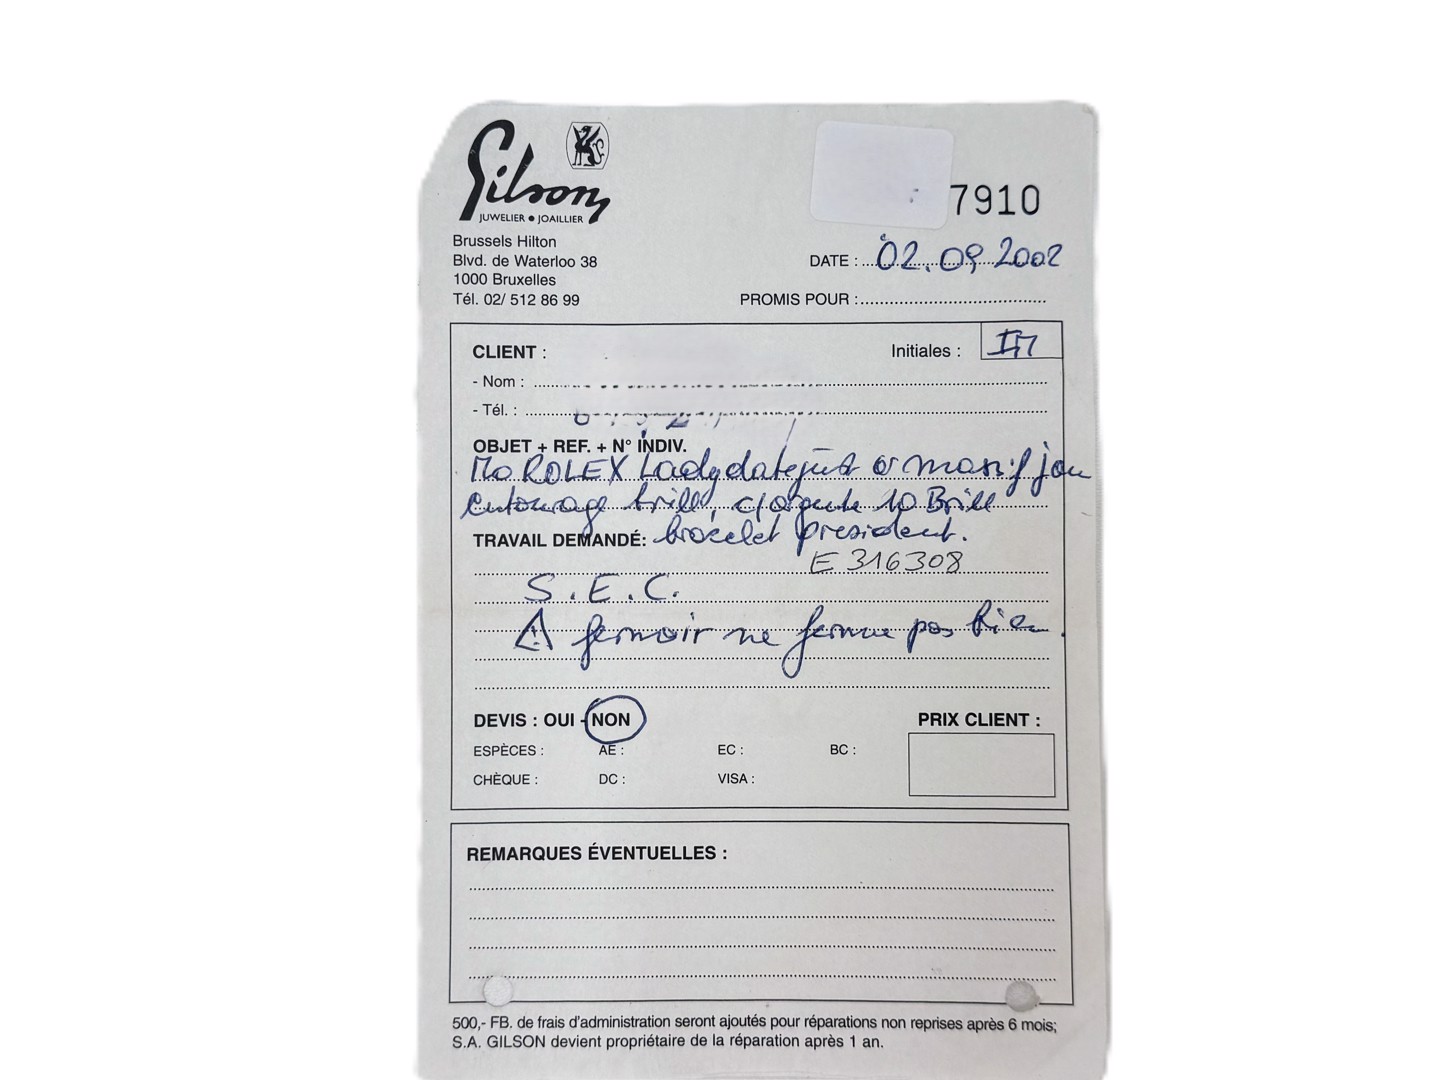 Gilson
JUWELIER • JOAILLIER
Brussels Hilton
Blvd. de Waterloo 38
1000 Bruxelles
Tél. 02/ 512 86 99
7910
DATE : 02.09.2002
PROMIS POUR :
CLIENT :
Initiales : IM
- Nom :
- Tél. :
OBJET + REF. + N° INDIV.
Mo ROLEX Lady datejust or massif jau
entourage brill, c/argenté 10 Brill
TRAVAIL DEMANDÉ: bracelet president.
E 316308
S.E.C.
⚠ fermoir ne ferme pas bien.
DEVIS : OUI - NON
PRIX CLIENT :
ESPÈCES : AE : EC : BC :
CHÈQUE : DC : VISA :
REMARQUES ÉVENTUELLES :
500,- FB. de frais d'administration seront ajoutés pour réparations non reprises après 6 mois;
S.A. GILSON devient propriétaire de la réparation après 1 an.